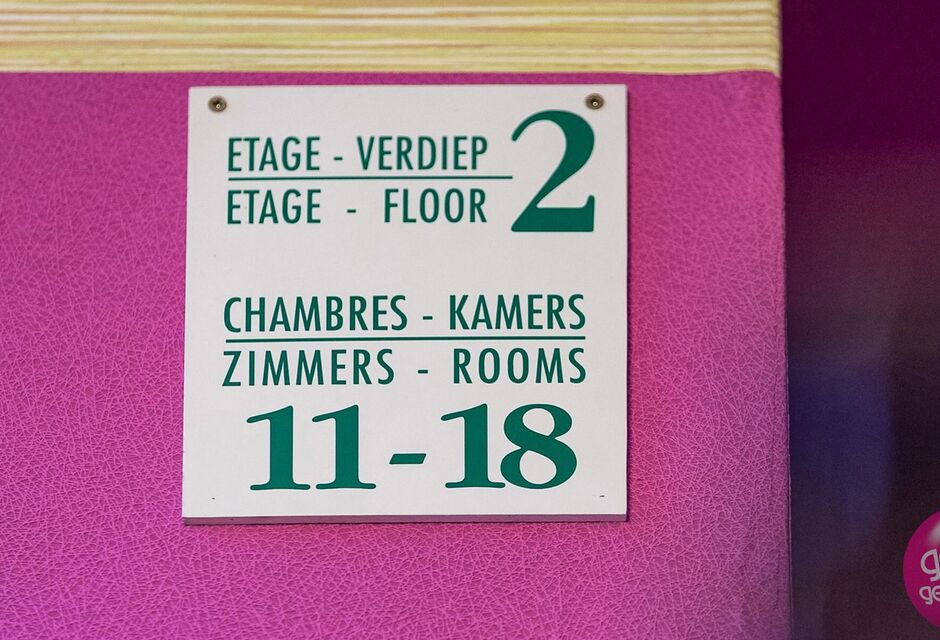 ETAGE - VERDIEP 2
ETAGE - FLOOR
CHAMBRES - KAMERS
ZIMMERS - ROOMS
11-18